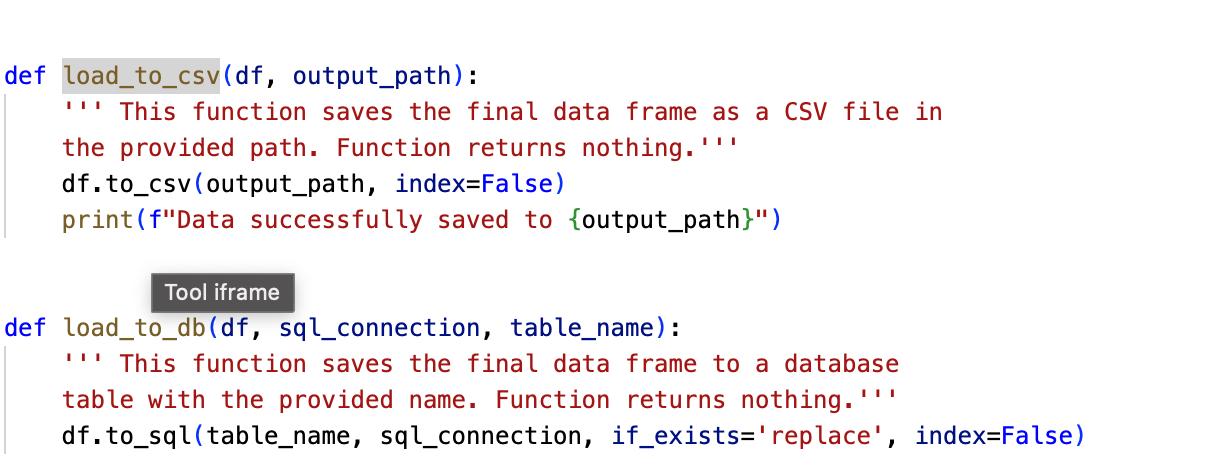 def load_to_csv(df, output_path):
    ''' This function saves the final data frame as a CSV file in
    the provided path. Function returns nothing.'''
    df.to_csv(output_path, index=False)
    print(f"Data successfully saved to {output_path}")
Tool iframe
def load_to_db(df, sql_connection, table_name):
    ''' This function saves the final data frame to a database
    table with the provided name. Function returns nothing.'''
    df.to_sql(table_name, sql_connection, if_exists='replace', index=False)